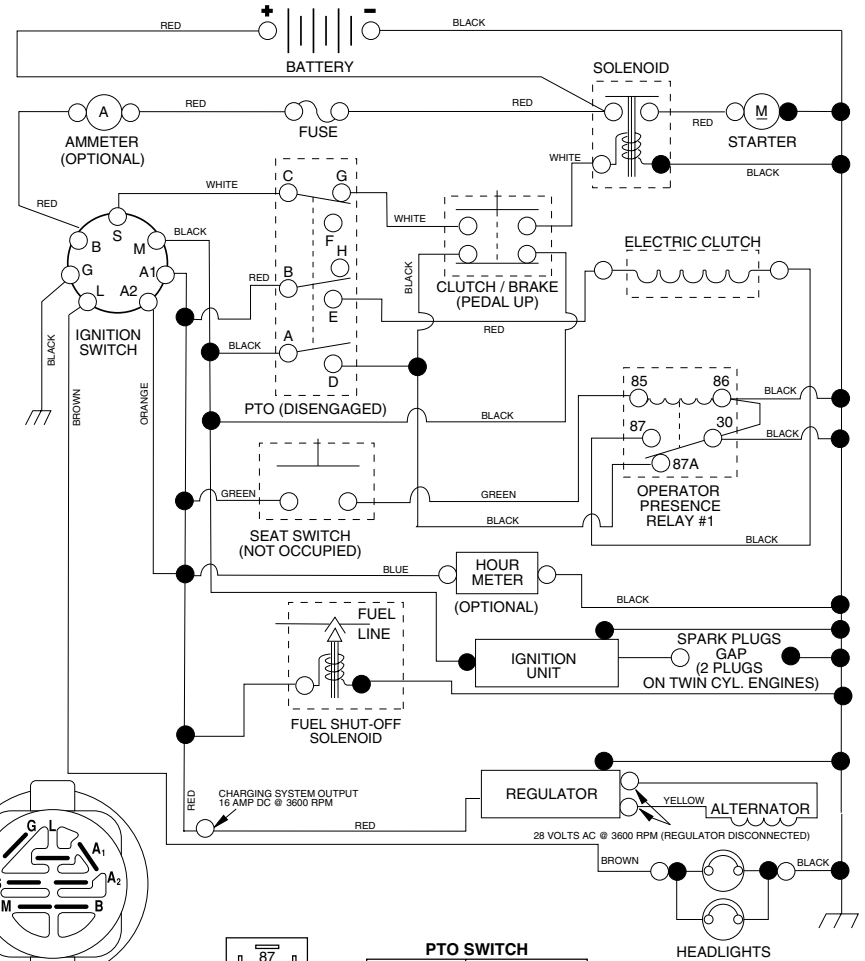 +
-
RED
BLACK
BATTERY
SOLENOID
A
RED
RED
RED
M
AMMETER
(OPTIONAL)
FUSE
STARTER
WHITE
BLACK
C
G
WHITE
WHITE
RED
S
BLACK
F
B
M
H
ELECTRIC CLUTCH
G
A1
RED
B
BLACK
CLUTCH / BRAKE
(PEDAL UP)
L
A2
E
RED
IGNITION
SWITCH
BLACK
A
BLACK
D
85
86
BLACK
BROWN
ORANGE
PTO (DISENGAGED)
BLACK
87
30
BLACK
87A
GREEN
GREEN
OPERATOR
PRESENCE
RELAY #1
BLACK
SEAT SWITCH
(NOT OCCUPIED)
BLACK
BLUE
HOUR
METER
(OPTIONAL)
BLACK
FUEL
LINE
IGNITION
UNIT
SPARK PLUGS
GAP
(2 PLUGS
ON TWIN CYL. ENGINES)
FUEL SHUT-OFF
SOLENOID
RED
CHARGING SYSTEM OUTPUT
16 AMP DC @ 3600 RPM
REGULATOR
YELLOW
ALTERNATOR
RED
28 VOLTS AC @ 3600 RPM (REGULATOR DISCONNECTED)
G
L
A1
BROWN
BLACK
A2
M
B
HEADLIGHTS
87
PTO SWITCH